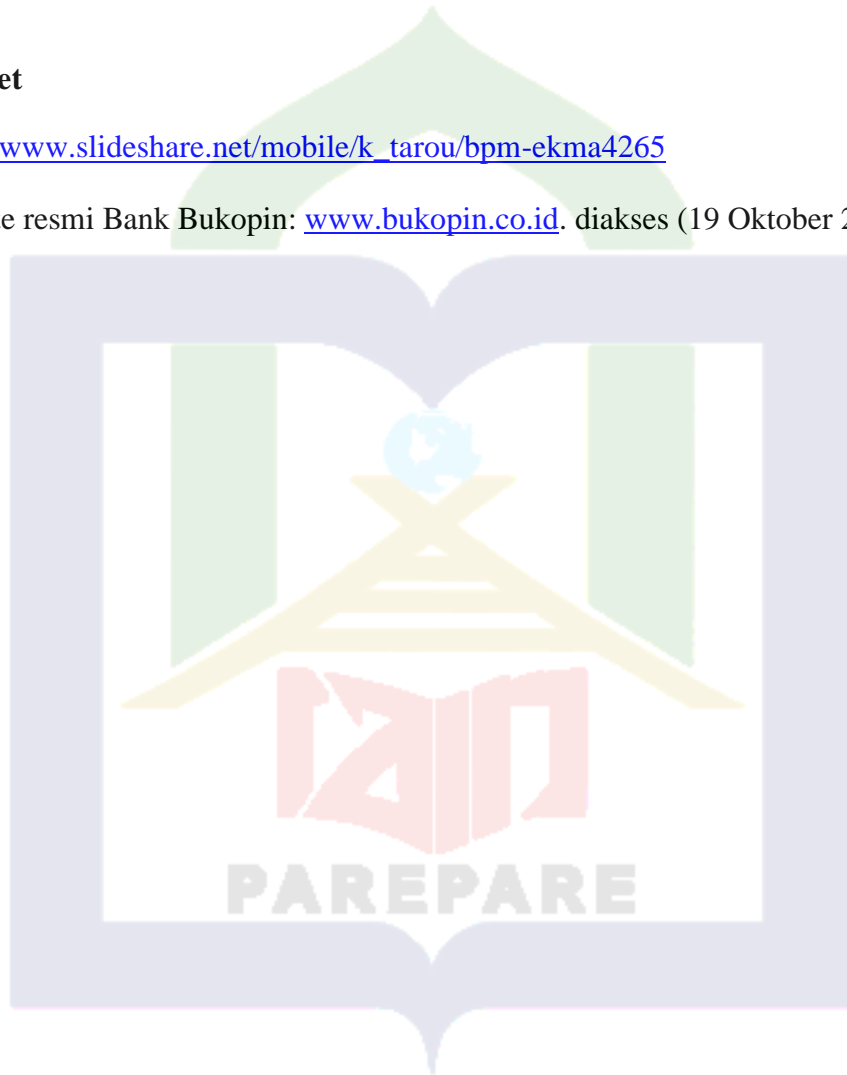 et
www.slideshare.net/mobile/k_tarou/bpm-ekma4265
e resmi Bank Bukopin: www.bukopin.co.id. diakses (19 Oktober 2
iain
PAREPARE